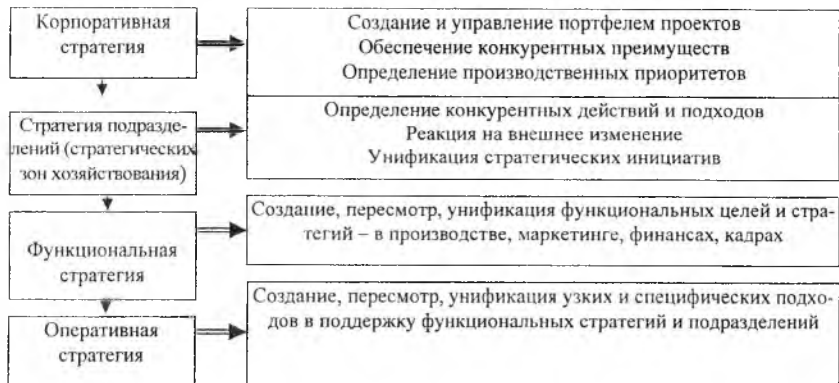 Корпоративная
стратегия
Создание и управление портфелем проектов
Обеспечение конкурентных преимуществ
Определение производственных приоритетов
Стратегия подразде-
лений (стратегических
зон хозяйствования)
Определение конкурентных действий и подходов
Реакция на внешнее изменение
Унификация стратегических инициатив
Функциональная
стратегия
Создание, пересмотр, унификация функциональных целей и стра-
тегий – в производстве, маркетинге, финансах, кадрах
Оперативная
стратегия
Создание, пересмотр, унификация узких и специфических подхо-
дов в поддержку функциональных стратегий и подразделений